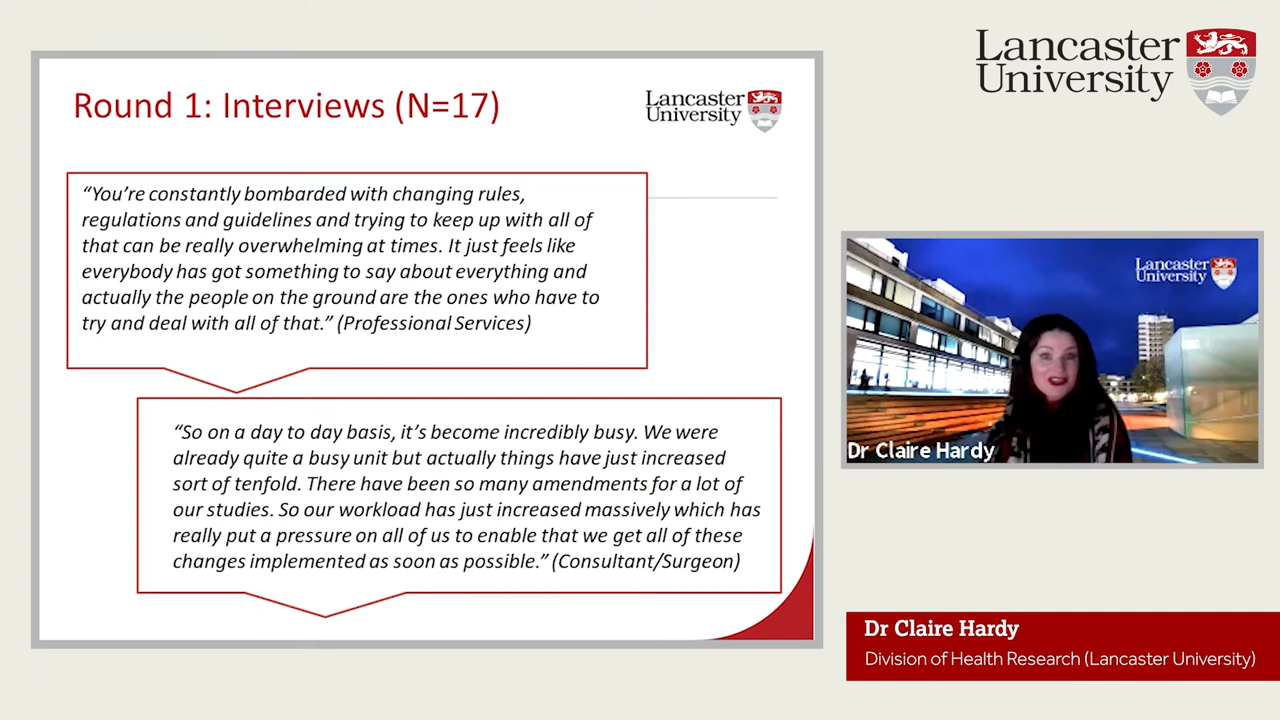 Round 1: Interviews (N=17)
Lancaster
University
“You’re constantly bombarded with changing rules,
regulations and guidelines and trying to keep up with all of
that can be really overwhelming at times. It just feels like
everybody has got something to say about everything and
actually the people on the ground are the ones who have to
try and deal with all of that.” (Professional Services)
“So on a day to day basis, it’s become incredibly busy. We were
already quite a busy unit but actually things have just increased
sort of tenfold. There have been so many amendments for a lot of
our studies. So our workload has just increased massively which has
really put a pressure on all of us to enable that we get all of these
changes implemented as soon as possible.” (Consultant/Surgeon)
Lancaster
University
Lancaster
University
Dr Claire Hardy
Dr Claire Hardy
Division of Health Research (Lancaster University)